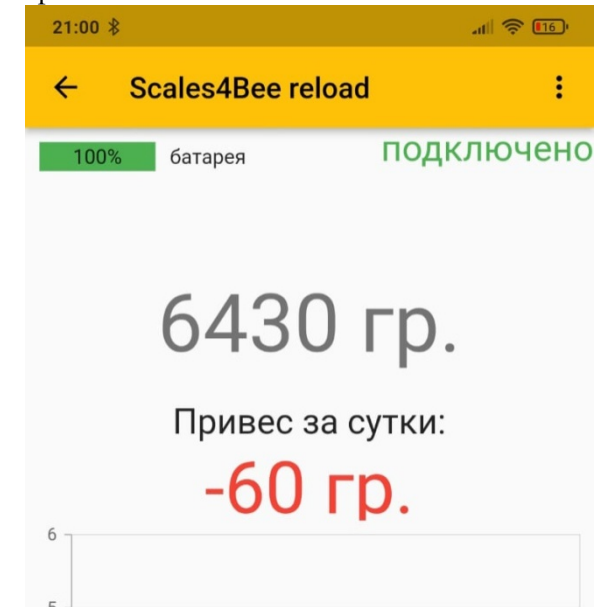 21:00 16
Scales4Bee reload
100% батарея подключено
6430 гр.
Привес за сутки:
-60 гр.
6
5